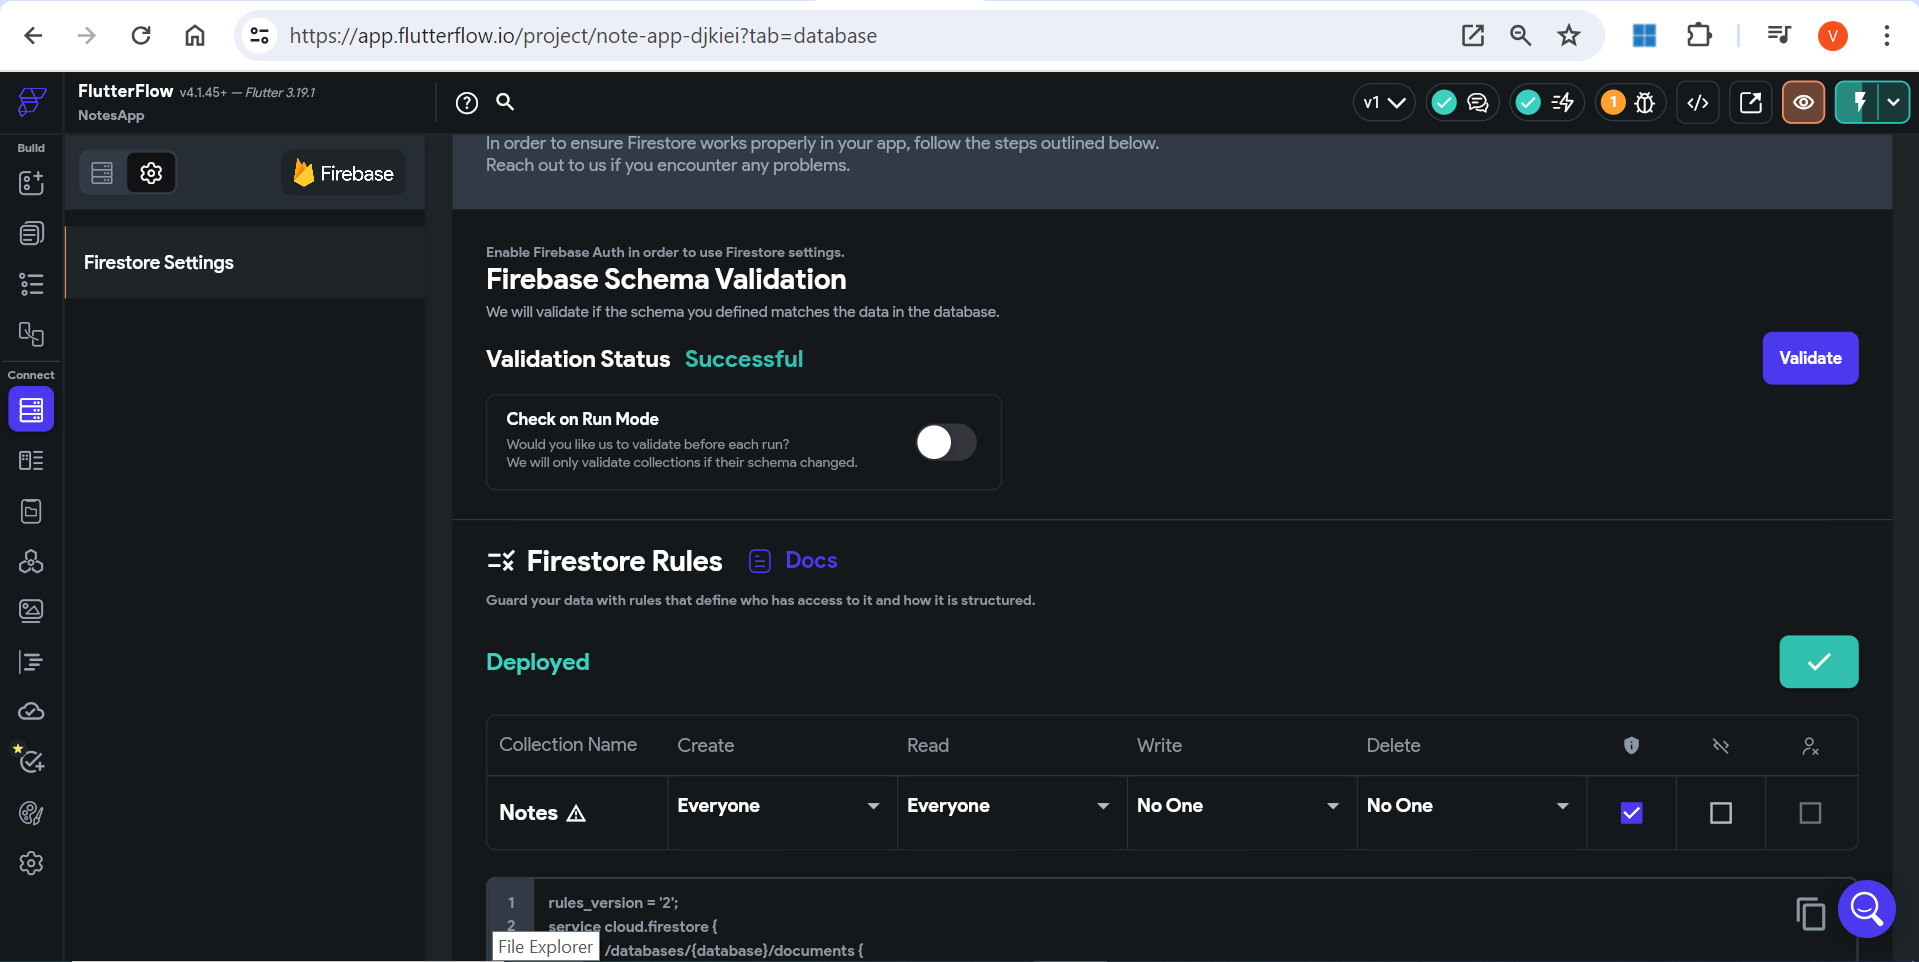 https://app.flutterflow.io/project/note-app-djkiei?tab=database
V
FlutterFlow v4.1.45+ — Flutter 3.19.1
NotesApp
v1
1
Build
Firebase
Firestore Settings
Connect
In order to ensure Firestore works properly in your app, follow the steps outlined below.
Reach out to us if you encounter any problems.
Enable Firebase Auth in order to use Firestore settings.
Firebase Schema Validation
We will validate if the schema you defined matches the data in the database.
Validation Status Successful
Validate
Check on Run Mode
Would you like us to validate before each run?
We will only validate collections if their schema changed.
Firestore Rules Docs
Guard your data with rules that define who has access to it and how it is structured.
Deployed
Collection Name Create Read Write Delete
Notes Everyone Everyone No One No One
1 rules_version = '2';
2 service cloud.firestore {
/databases/{database}/documents {
File Explorer